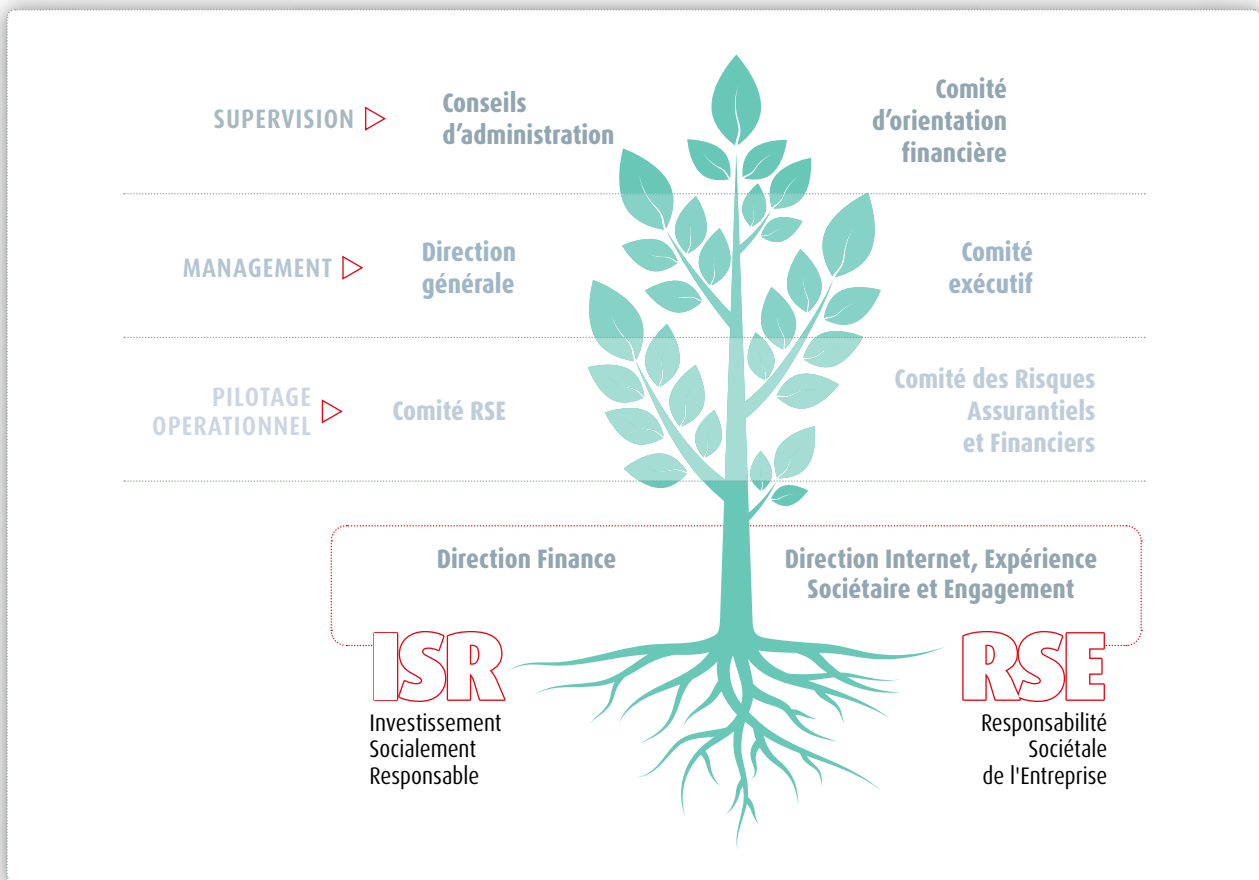 SUPERVISION
Conseils
d'administration
Comité
d'orientation
financière
MANAGEMENT
Direction
générale
Comité
exécutif
PILOTAGE
OPERATIONNEL
Comité RSE
Comité des Risques
Assurantiels
et Financiers
Direction Finance
Direction Internet, Expérience
Sociétaire et Engagement
ISR
Investissement
Socialement
Responsable
RSE
Responsabilité
Sociétale
de l'Entreprise